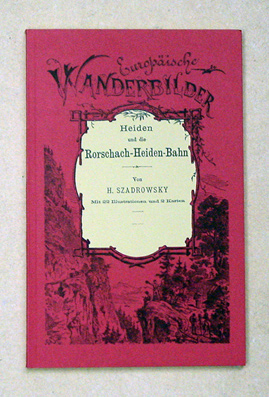 Europäische
WANDERBILDER
Heiden
und die
Rorschach-Heiden-Bahn
Von
H. SZADROWSKY
Mit 22 Illustrationen und 2 Karten